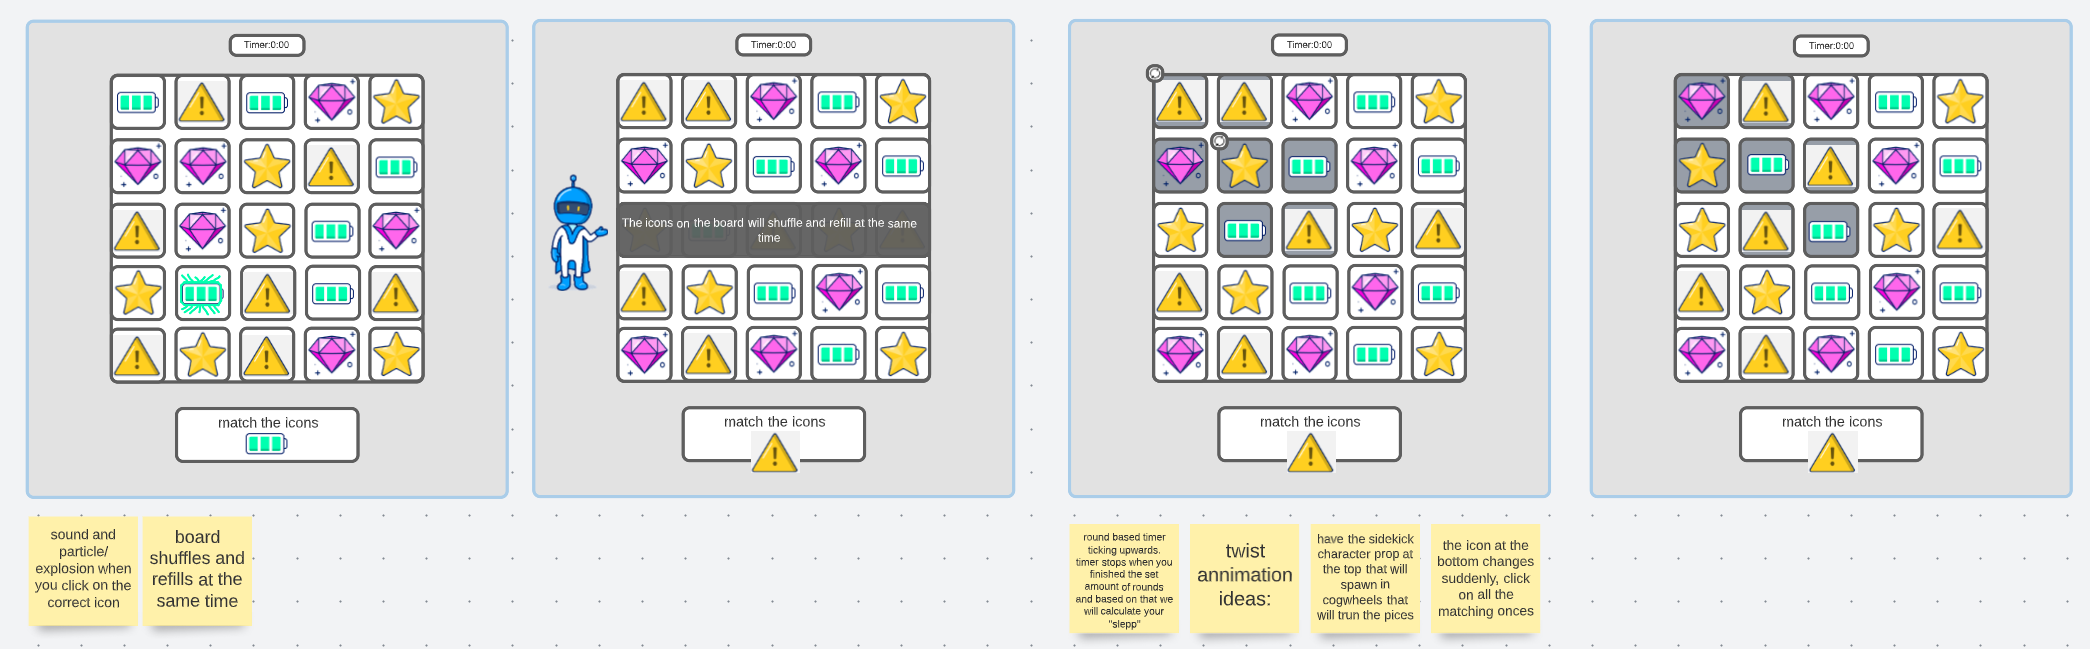 Timer:0:00
match the icons
Timer:0:00
The icons on the board will shuffle and refill at the same
time
match the icons
Timer:0:00
match the icons
Timer:0:00
match the icons
sound and
particle/
explosion when
you click on the
correct icon
board
shuffles and
refills at the
same time
round based timer
ticking upwards.
timer stops when you
finished the set
amount of rounds
and based on that we
will calculate your
"slepp"
twist
annimation
ideas:
have the sidekick
character prop at
the top that will
spawn in
cogwheels that
will trun the pices
the icon at the
bottom changes
suddenly, click
on all the
matching onces